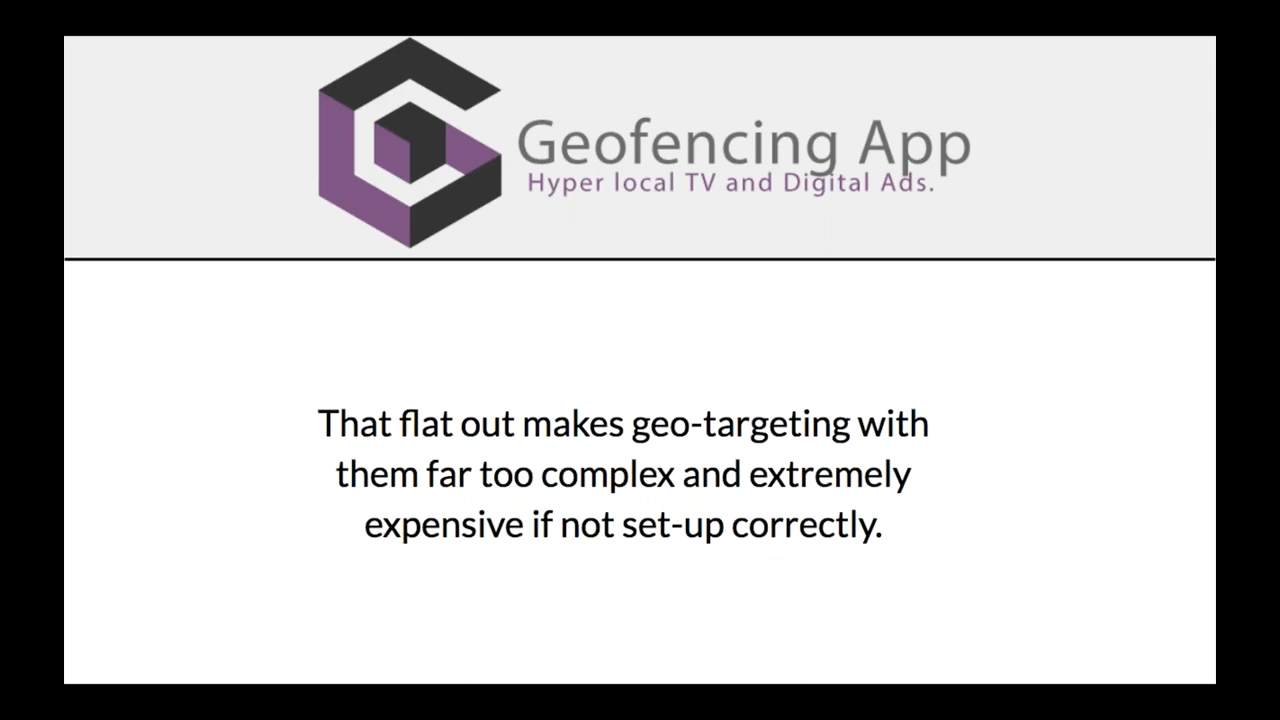 Geofencing App
Hyper local TV and Digital Ads.
That flat out makes geo-targeting with
them far too complex and extremely
expensive if not set-up correctly.